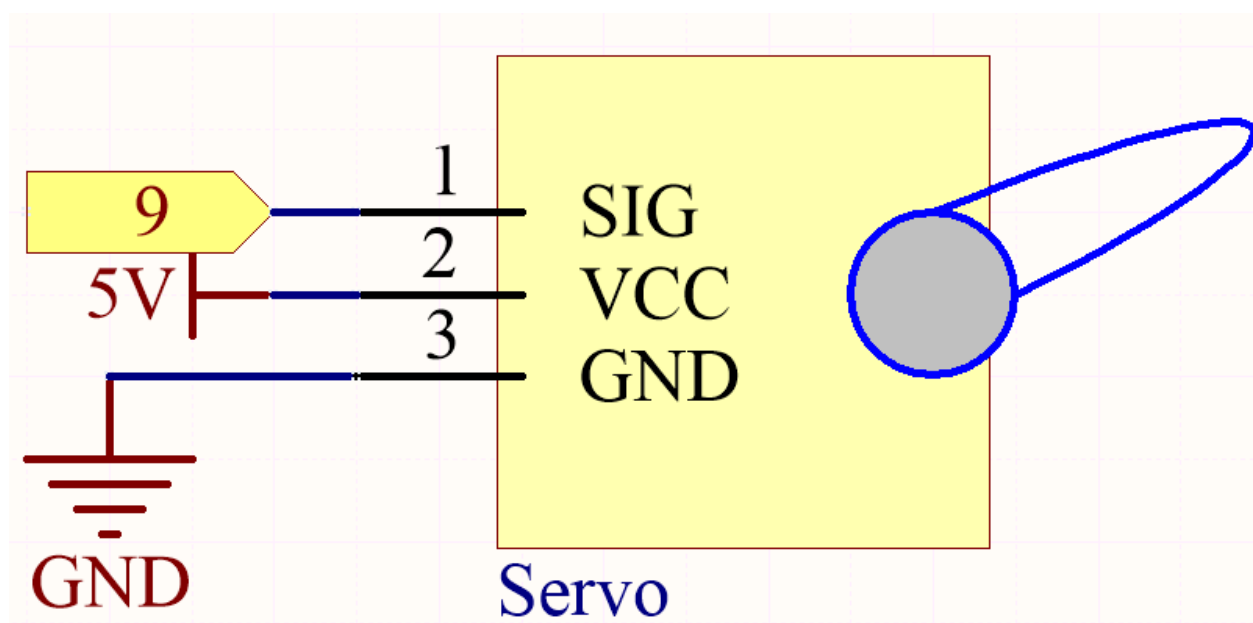 1
9 SIG
2
5V VCC
3
GND
GND
Servo